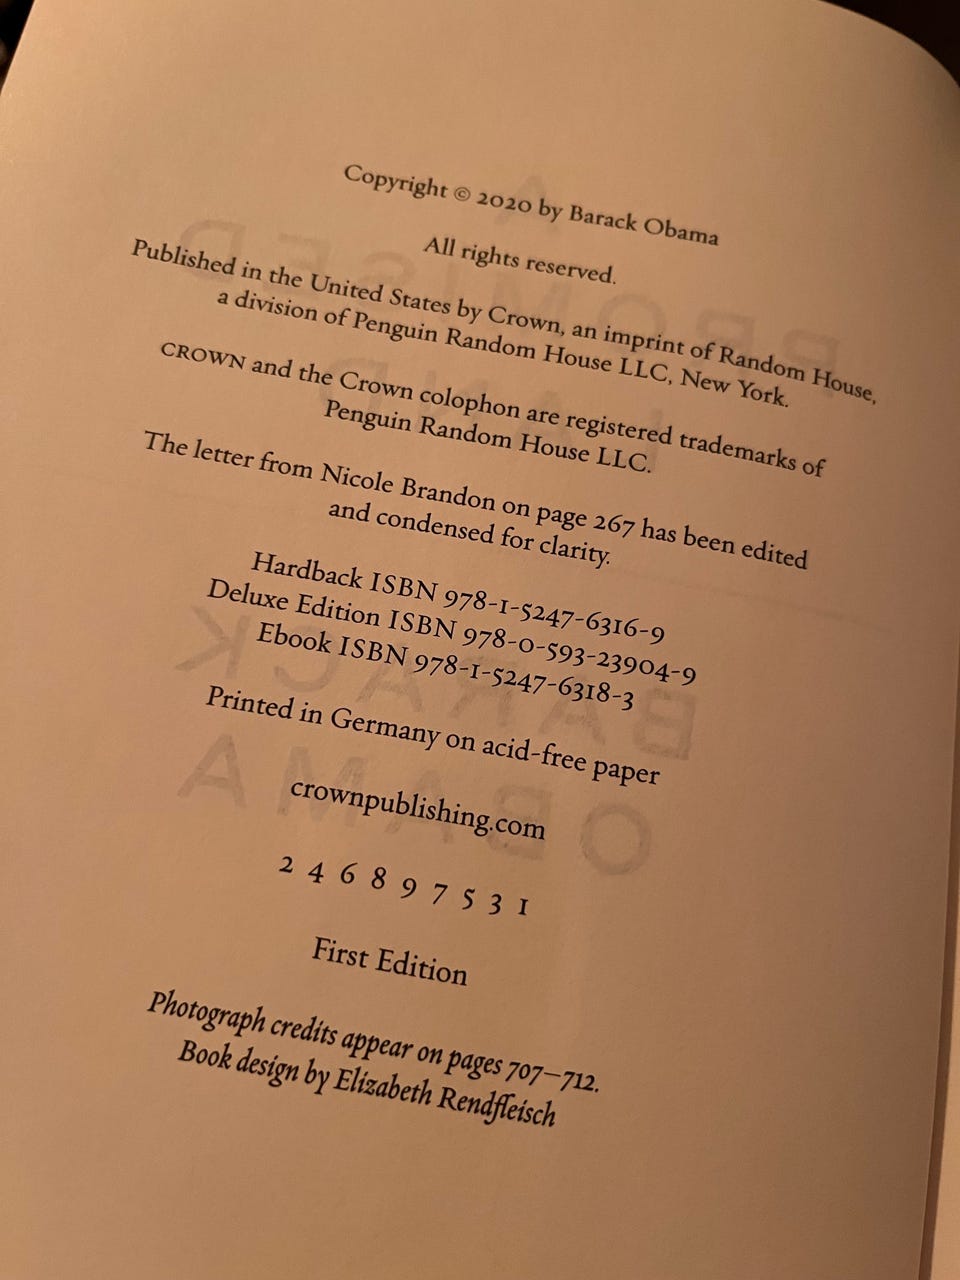 Copyright © 2020 by Barack Obama
All rights reserved.
Published in the United States by Crown, an imprint of Random House,
a division of Penguin Random House LLC, New York.
CROWN and the Crown colophon are registered trademarks of
Penguin Random House LLC.
The letter from Nicole Brandon on page 267 has been edited
and condensed for clarity.
Hardback ISBN 978-1-5247-6316-9
Deluxe Edition ISBN 978-0-593-23904-9
Ebook ISBN 978-1-5247-6318-3
Printed in Germany on acid-free paper
crownpublishing.com
2 4 6 8 9 7 5 3 1
First Edition
Photograph credits appear on pages 707–712.
Book design by Elizabeth Rendfleisch
A
PROMISED
LAND
BARACK
OBAMA